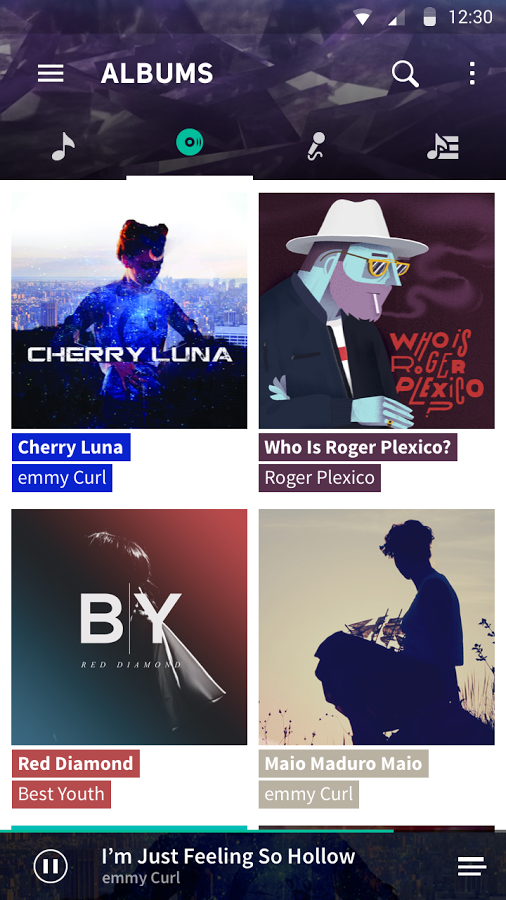 12:30
ALBUMS
CHERRY LUNA
WHO iS
ROGER
PLEXiCO
?
Cherry Luna
emmy Curl
Who Is Roger Plexico?
Roger Plexico
B|Y
RED DIAMOND
Red Diamond
Best Youth
Maio Maduro Maio
emmy Curl
I'm Just Feeling So Hollow
emmy Curl